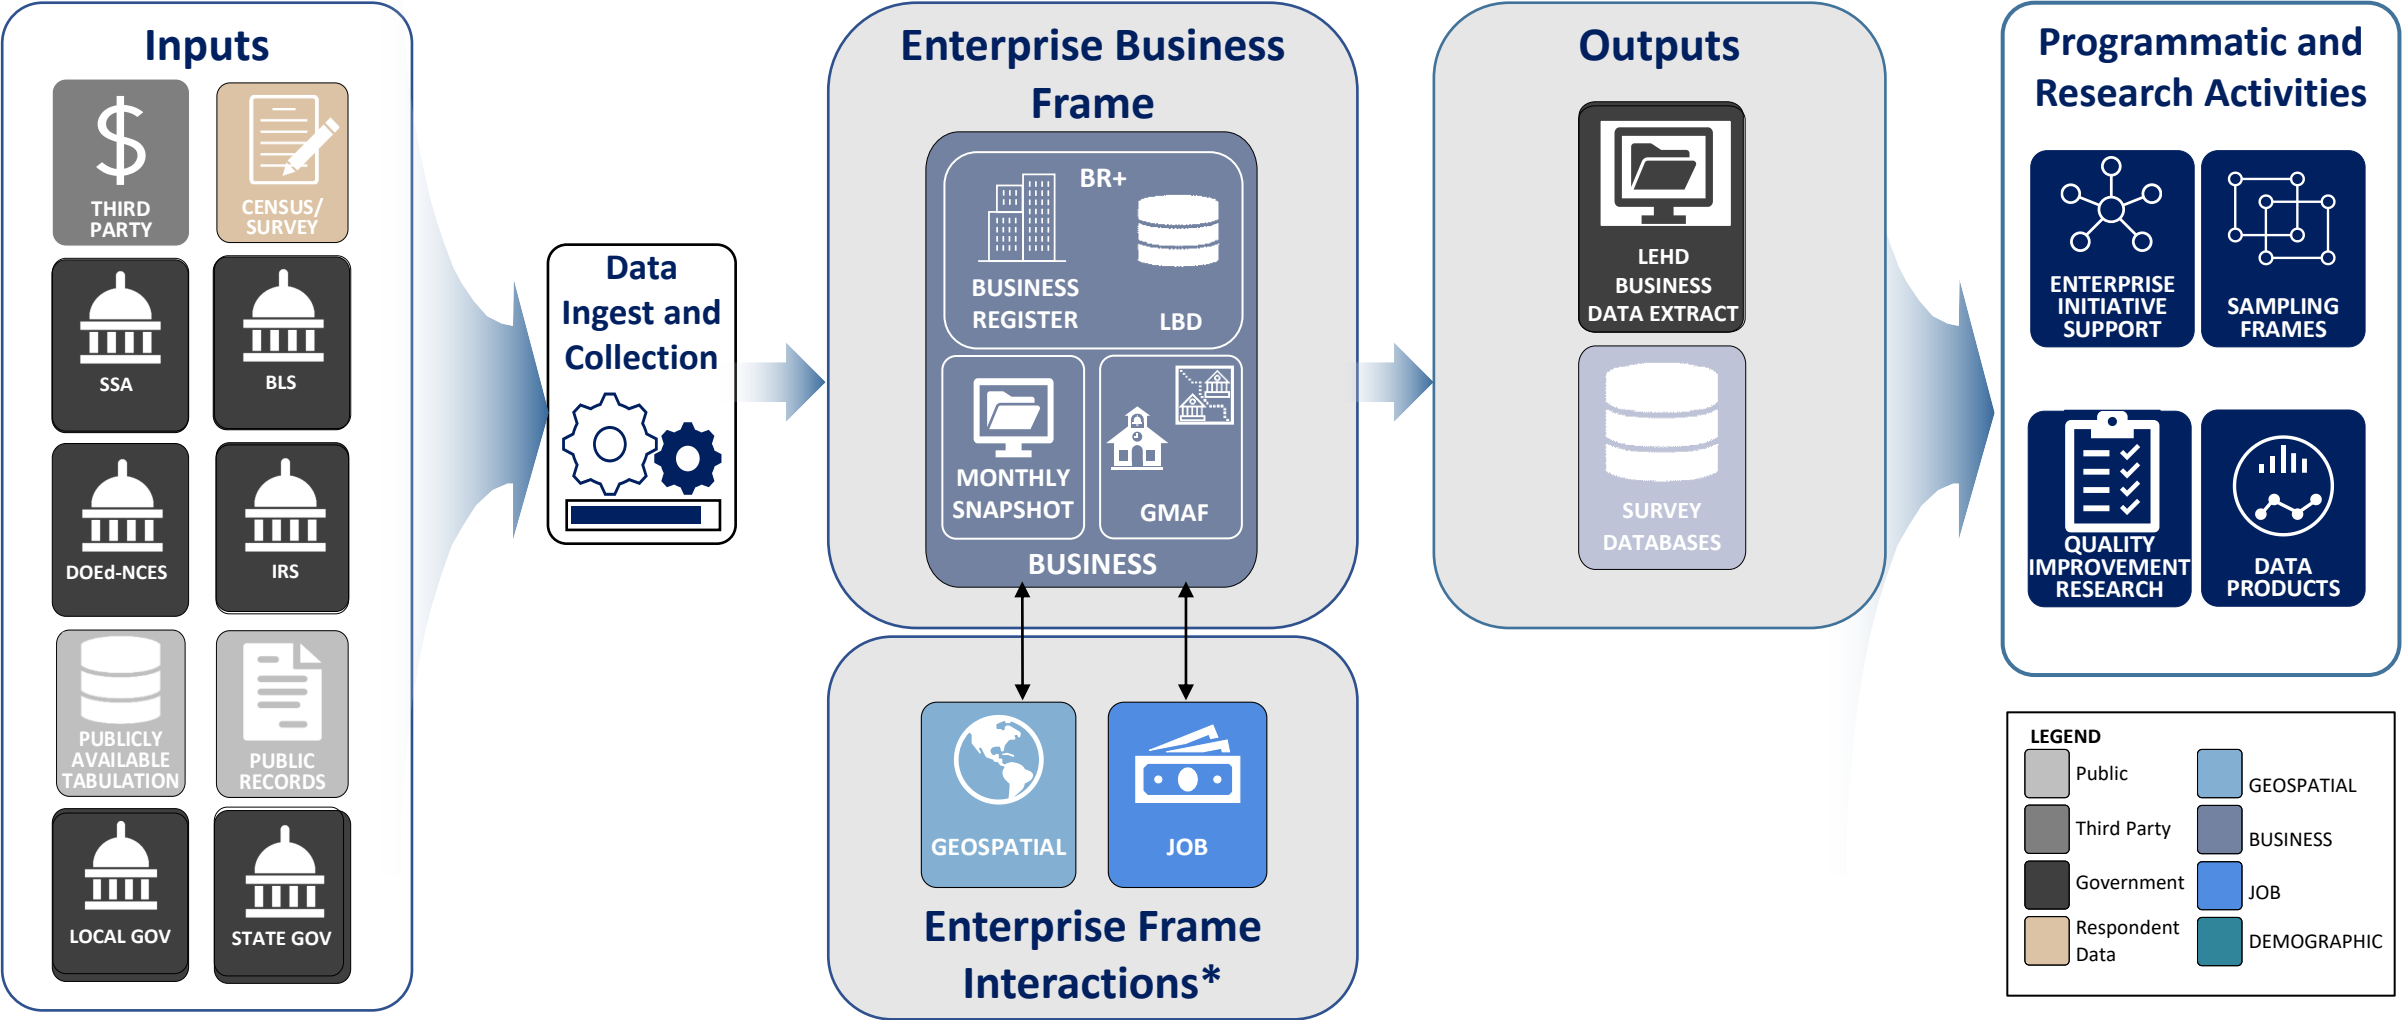 Inputs
THIRD
PARTY
CENSUS/
SURVEY
SSA
BLS
DOEd-NCES
IRS
PUBLICLY
AVAILABLE
TABULATION
PUBLIC
RECORDS
LOCAL GOV
STATE GOV
Data
Ingest and
Collection
Enterprise Business
Frame
BR+
BUSINESS
REGISTER
LBD
MONTHLY
SNAPSHOT
GMAF
BUSINESS
GEOSPATIAL
JOB
Enterprise Frame
Interactions*
Outputs
LEHD
BUSINESS
DATA EXTRACT
SURVEY
DATABASES
Programmatic and
Research Activities
ENTERPRISE
INITIATIVE
SUPPORT
SAMPLING
FRAMES
QUALITY
IMPROVEMENT
RESEARCH
DATA
PRODUCTS
LEGEND
Public
Third Party
Government
Respondent
Data
GEOSPATIAL
BUSINESS
JOB
DEMOGRAPHIC